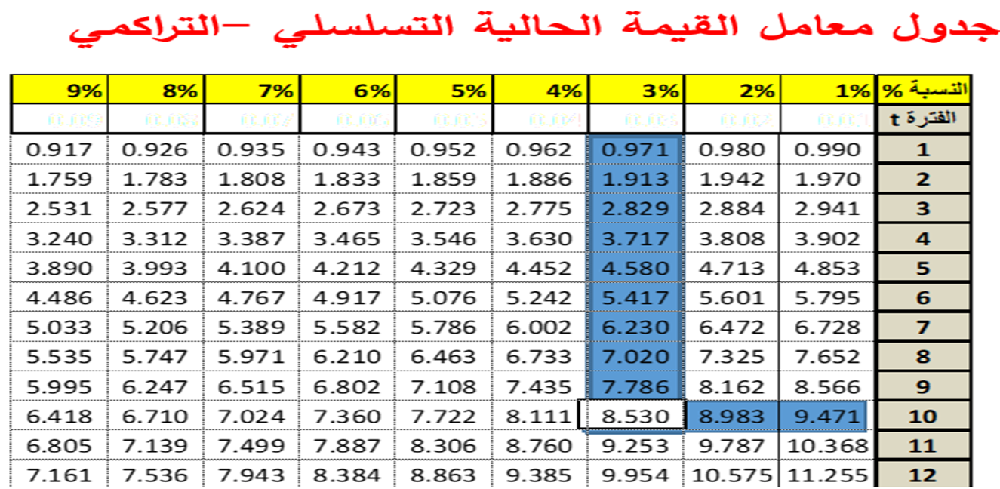 جدول معامل القيمة الحالية التسلسلي –التراكمي
النسبة % 1% 2% 3% 4% 5% 6% 7% 8% 9%
الفترة t 0.01 0.02 0.03 0.04 0.05 0.06 0.07 0.08 0.09
1 0.990 0.980 0.971 0.962 0.952 0.943 0.935 0.926 0.917
2 1.970 1.942 1.913 1.886 1.859 1.833 1.808 1.783 1.759
3 2.941 2.884 2.829 2.775 2.723 2.673 2.624 2.577 2.531
4 3.902 3.808 3.717 3.630 3.546 3.465 3.387 3.312 3.240
5 4.853 4.713 4.580 4.452 4.329 4.212 4.100 3.993 3.890
6 5.795 5.601 5.417 5.242 5.076 4.917 4.767 4.623 4.486
7 6.728 6.472 6.230 6.002 5.786 5.582 5.389 5.206 5.033
8 7.652 7.325 7.020 6.733 6.463 6.210 5.971 5.747 5.535
9 8.566 8.162 7.786 7.435 7.108 6.802 6.515 6.247 5.995
10 9.471 8.983 8.530 8.111 7.722 7.360 7.024 6.710 6.418
11 10.368 9.787 9.253 8.760 8.306 7.887 7.499 7.139 6.805
12 11.255 10.575 9.954 9.385 8.863 8.384 7.943 7.536 7.161